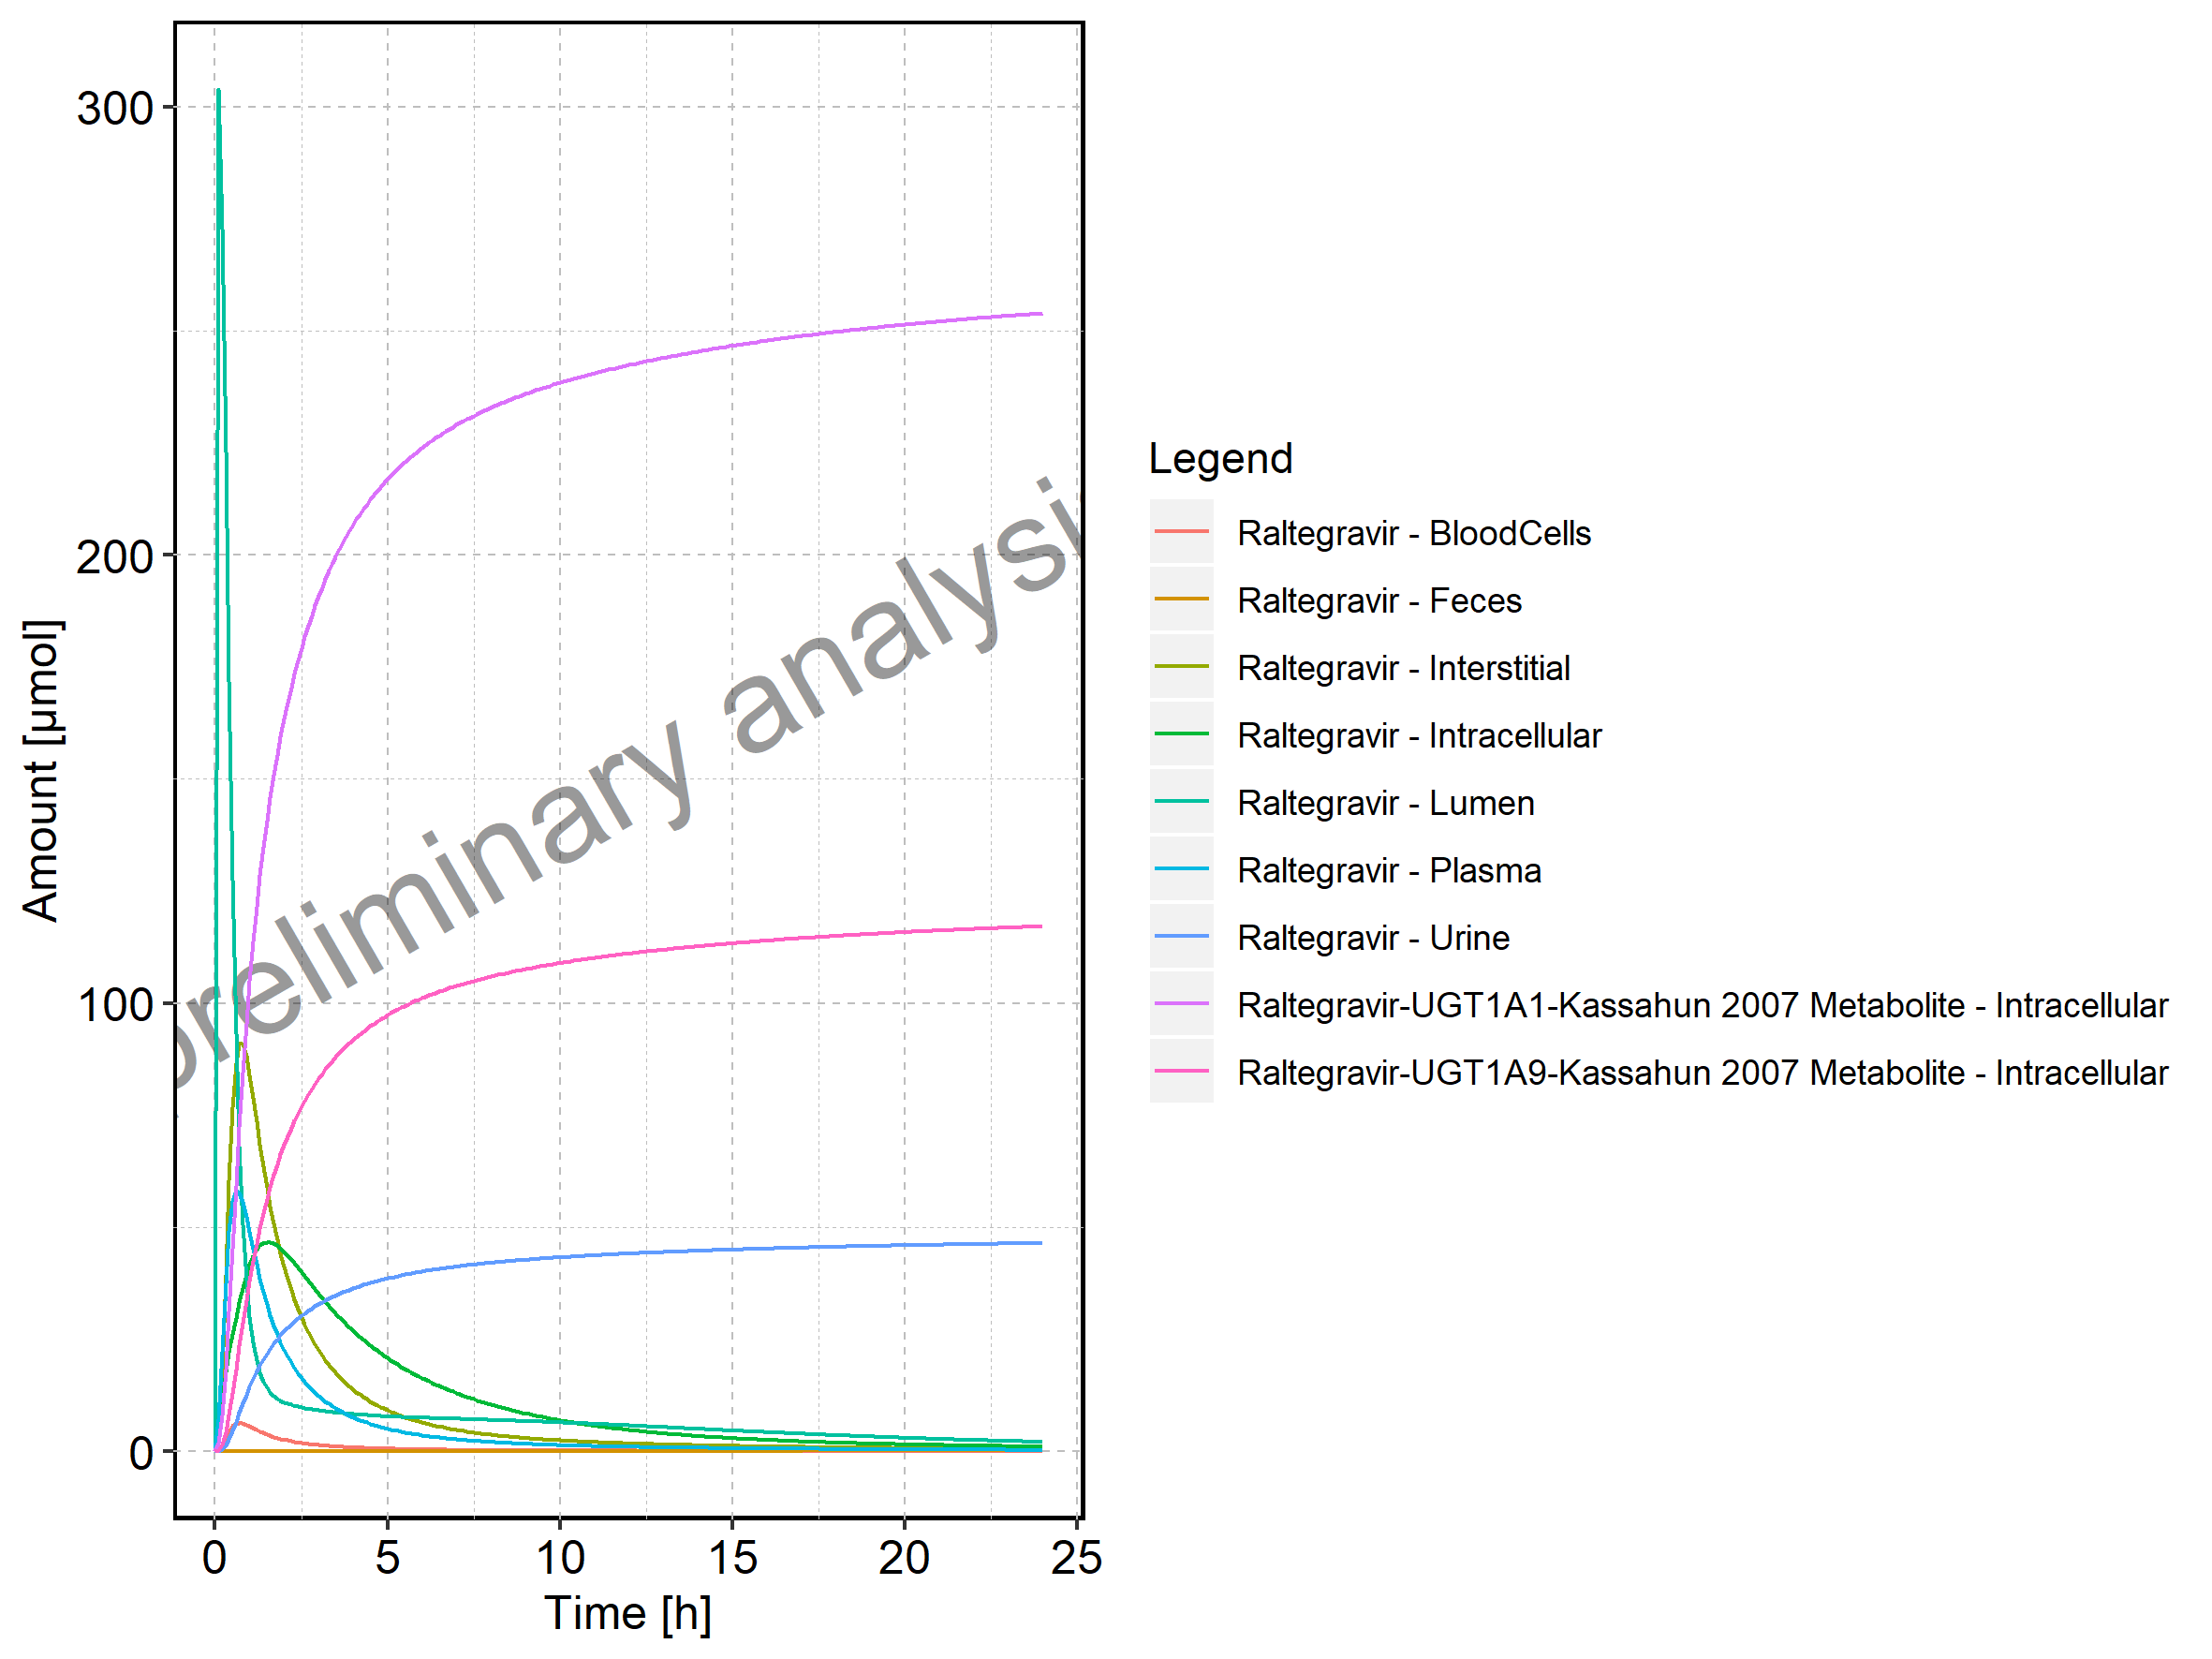 300
200
100
0
Amount [µmol]
0 5 10 15 20 25
Time [h]
preliminary analysis
Legend
Raltegravir - BloodCells
Raltegravir - Feces
Raltegravir - Interstitial
Raltegravir - Intracellular
Raltegravir - Lumen
Raltegravir - Plasma
Raltegravir - Urine
Raltegravir-UGT1A1-Kassahun 2007 Metabolite - Intracellular
Raltegravir-UGT1A9-Kassahun 2007 Metabolite - Intracellular